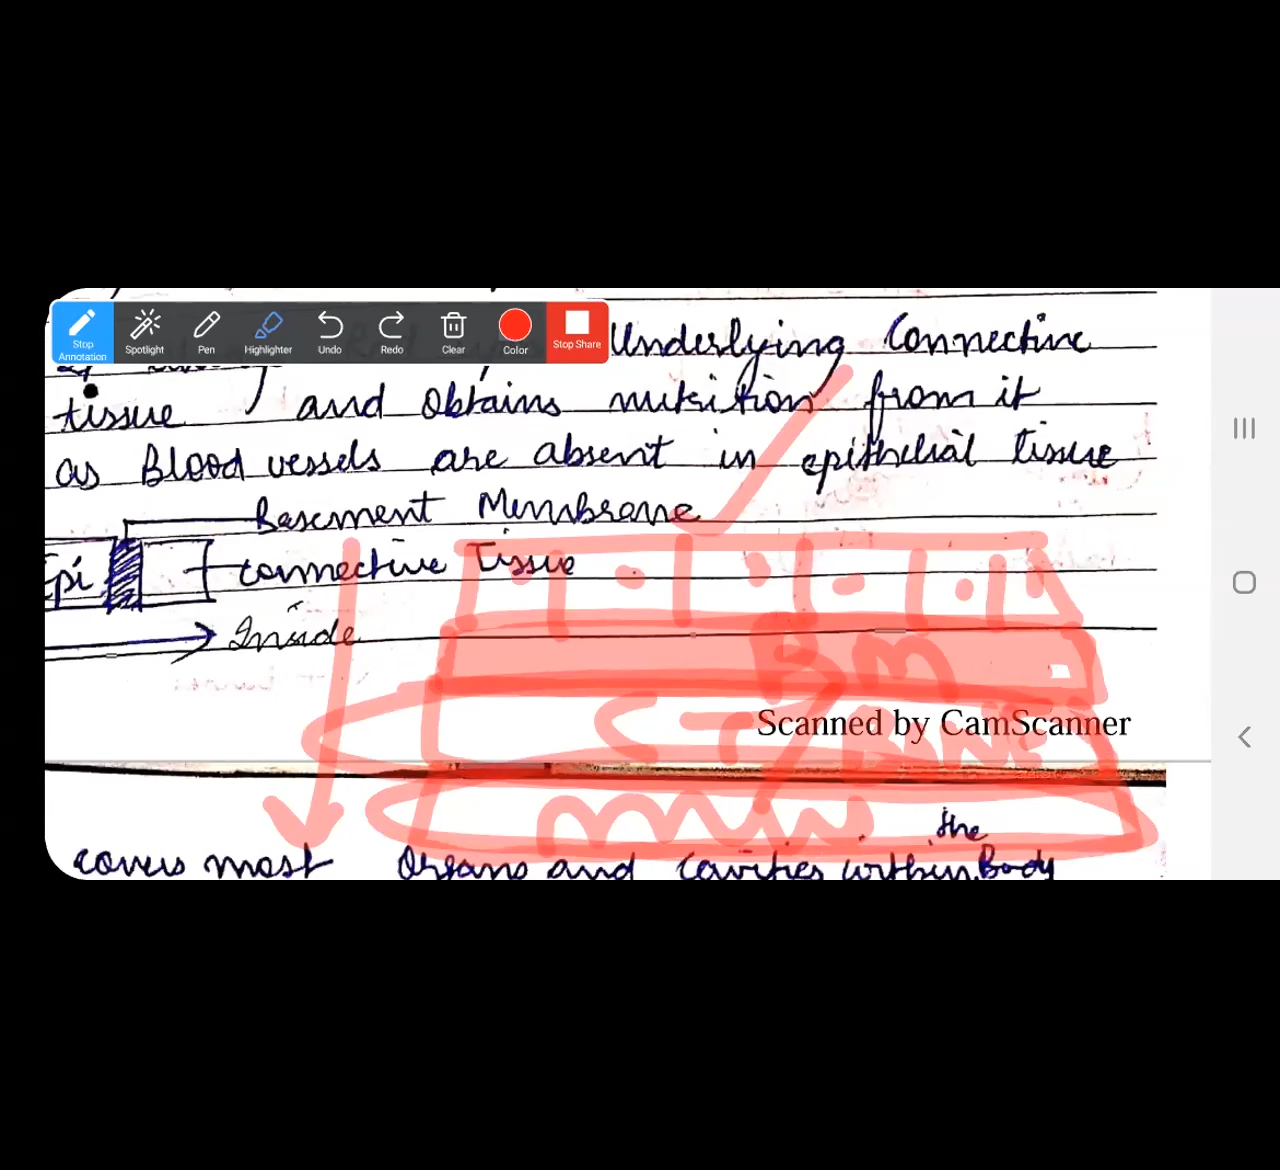 Stop Annotation
Spotlight
Pen
Highlighter
Undo
Redo
Clear
Color
Stop Share
Underlying Connective
tissue and obtains nutrition from it
as Blood vessels are absent in epithelial tissue
Basement Membrane
Epi
connective Tissue
Inside
BM
CT
Scanned by CamScanner
the
covers most Organs and cavities within Body